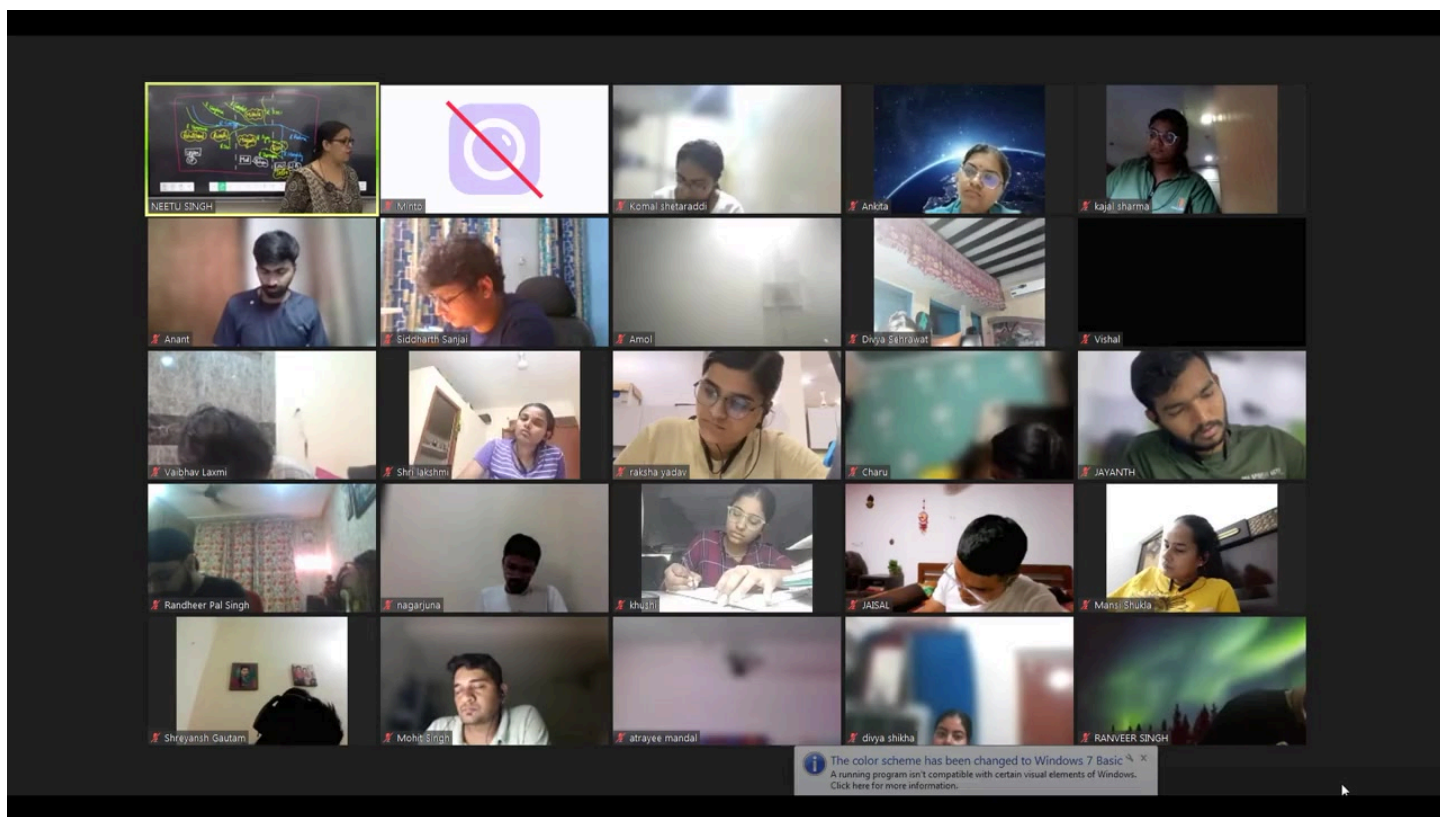 NEETU SINGH
Minto
Komal shetaraddi
Ankita
kajal sharma
Anant
Siddharth Sanjai
Amol
Divya Sehrawat
Vishal
Vaibhav Laxmi
Shri lakshmi
raksha yadav
Charu
JAYANTH
Randheer Pal Singh
nagarjuna
khushi
JAISAL
Mansi Shukla
Shreyansh Gautam
Mohit Singh
atrayee mandal
divya shikha
RANVEER SINGH
The color scheme has been changed to Windows 7 Basic
A running program isn't compatible with certain visual elements of Windows.
Click here for more information.